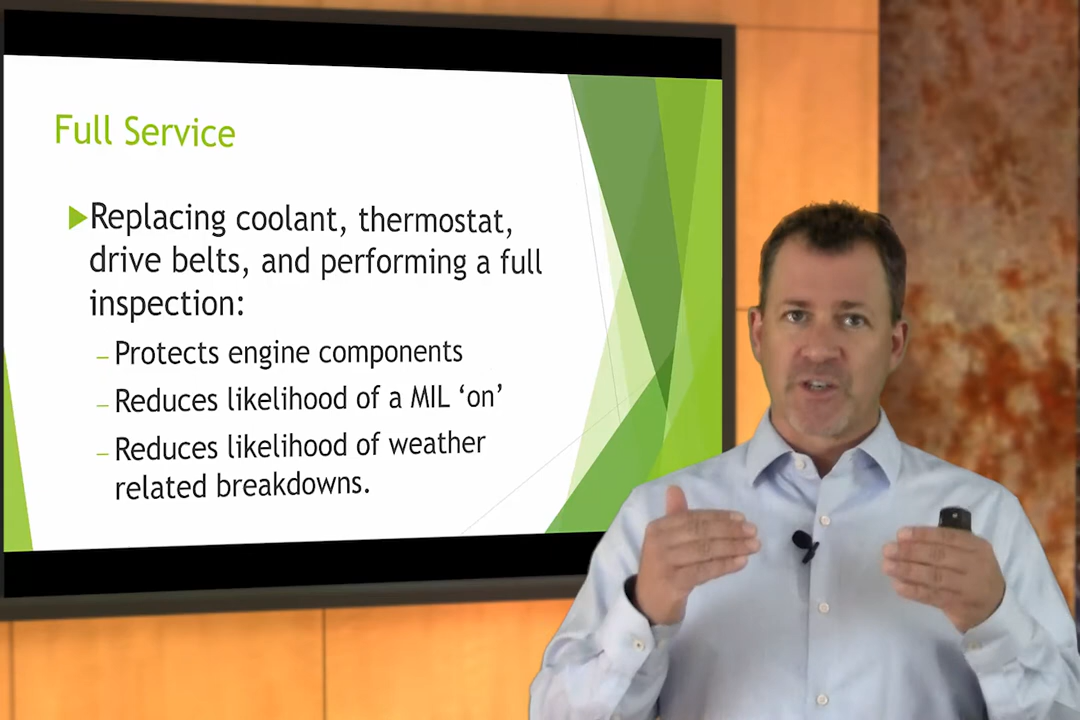 Full Service
Replacing coolant, thermostat,
drive belts, and performing a full
inspection:
– Protects engine components
– Reduces likelihood of a MIL ‘on’
– Reduces likelihood of weather
related breakdowns.